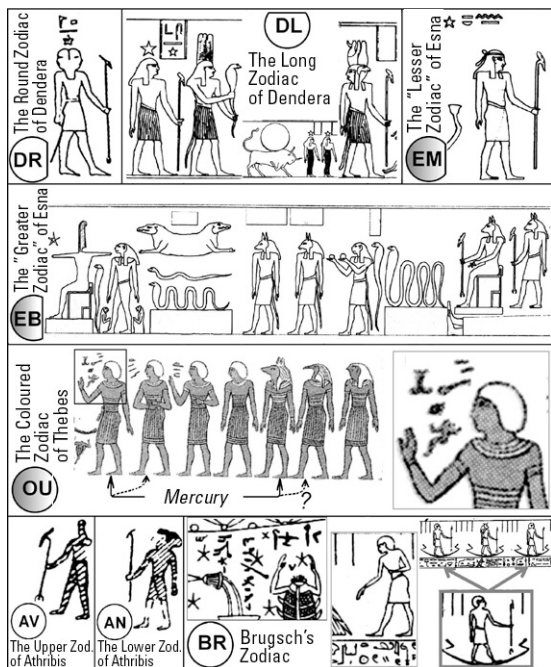 The Round Zodiac
of Dendera
DR
DL
The Long
Zodiac
of Dendera
The "Lesser
Zodiac" of Esna
EM
The "Greater
Zodiac" of Esna
EB
The Coloured
Zodiac
of Thebes
OU
Mercury
?
AV
The Upper Zod.
of Athribis
AN
The Lower Zod.
of Athribis
BR
Brugsch's
Zodiac